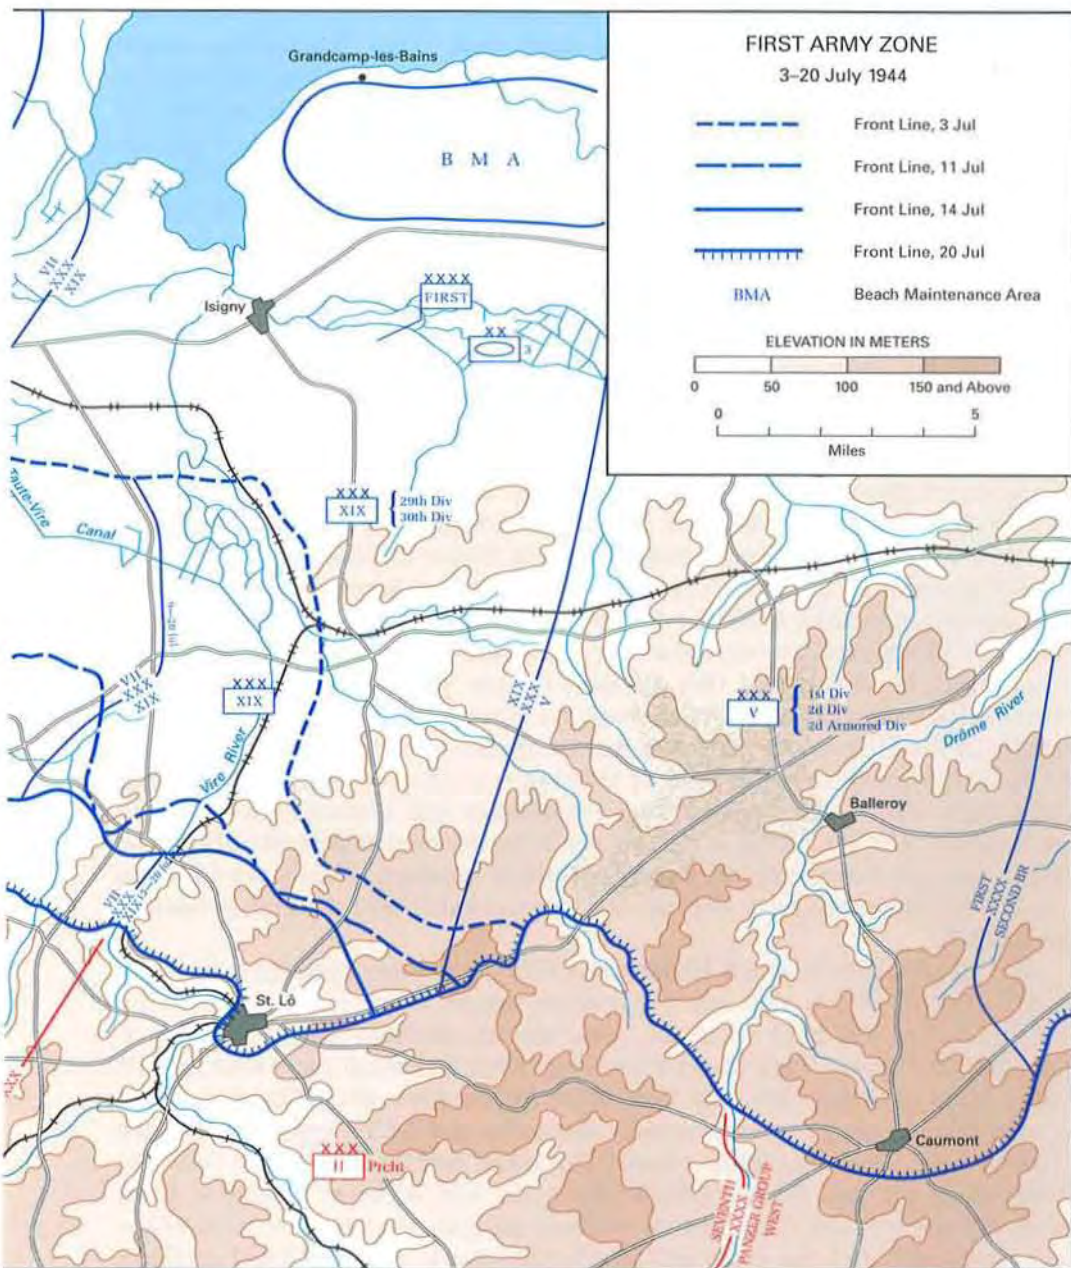 FIRST ARMY ZONE
3–20 July 1944
Front Line, 3 Jul
Front Line, 11 Jul
Front Line, 14 Jul
Front Line, 20 Jul
BMA Beach Maintenance Area
ELEVATION IN METERS
0 50 100 150 and Above
0 5
Miles
Grandcamp-les-Bains
B M A
VII
XXX
XIX
Isigny
XXXX
FIRST
XX
3
XXX
XIX
29th Div
30th Div
Taute-Vire
Canal
VII
XXX
XIX
XXX
XIX
XIX
XXX
V
XXX
V
1st Div
2d Div
2d Armored Div
Drôme River
Vire River
Balleroy
VII
XXX
XIX
FIRST
XXXX
SECOND BR
St. Lô
XXX
XXX
II Prcht
Caumont
SEVENTH
XXXX
PANZER GROUP
WEST